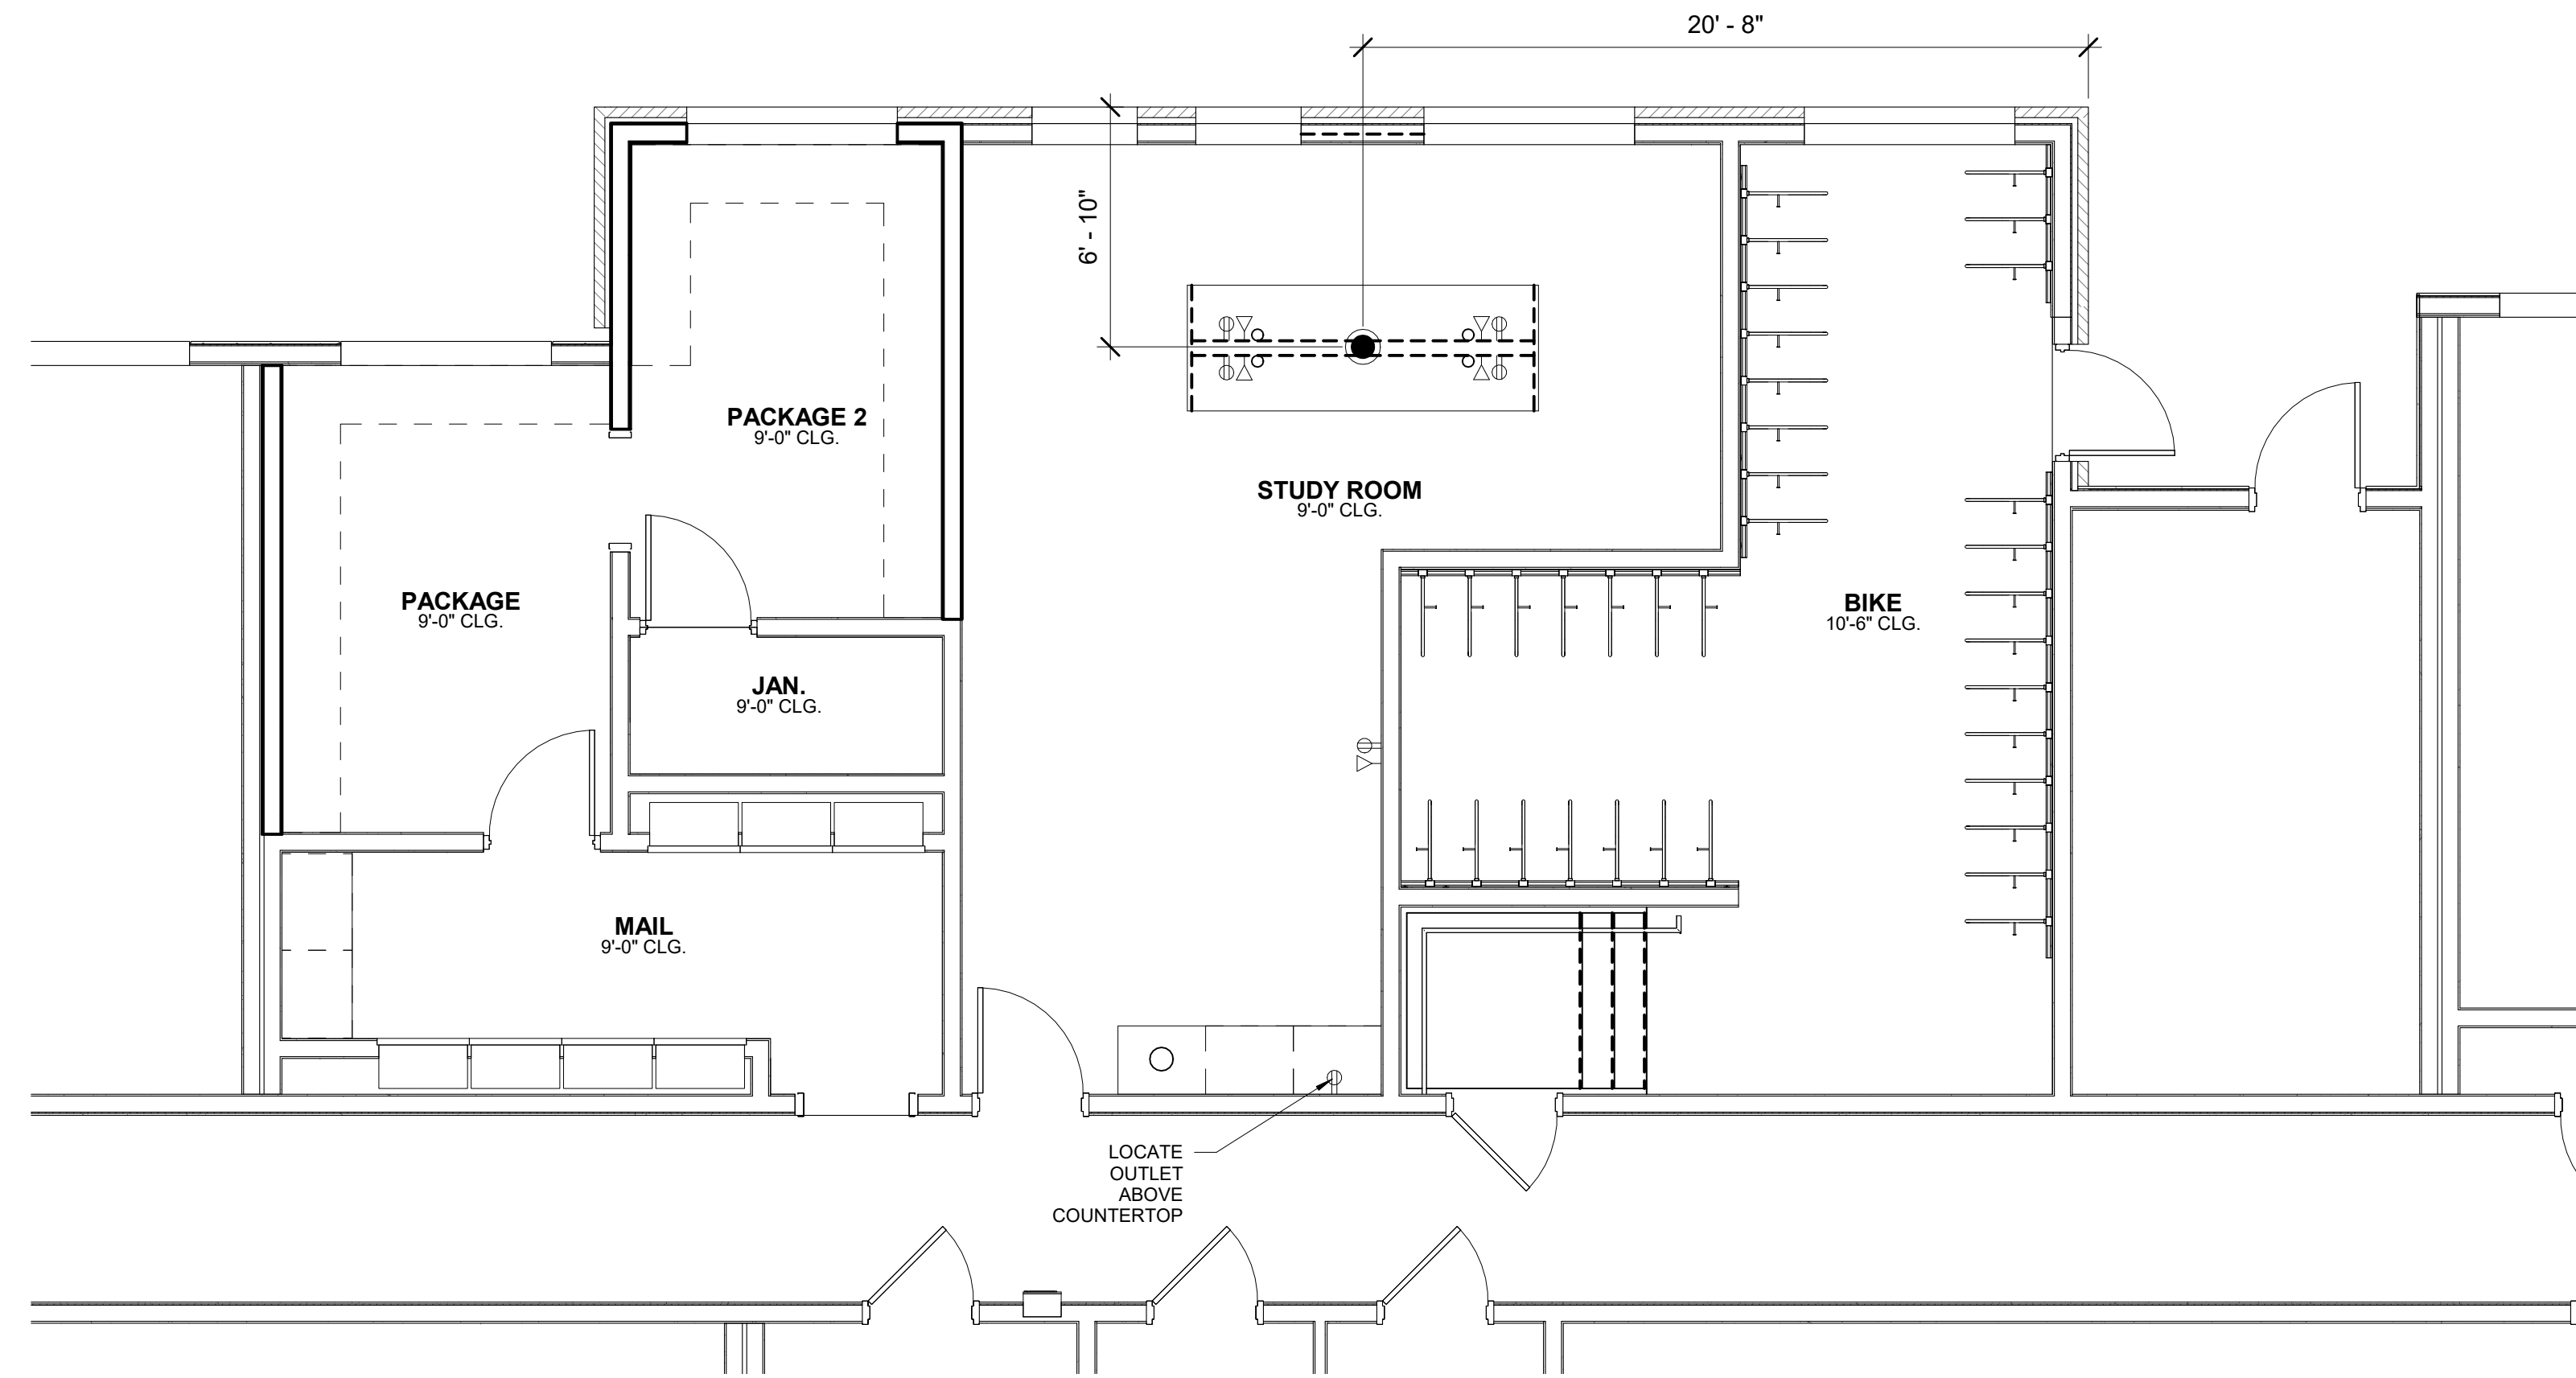 20' - 8"
6' - 10"
PACKAGE 2
9'-0" CLG.
STUDY ROOM
9'-0" CLG.
PACKAGE
9'-0" CLG.
BIKE
10'-6" CLG.
JAN.
9'-0" CLG.
MAIL
9'-0" CLG.
LOCATE
OUTLET
ABOVE
COUNTERTOP